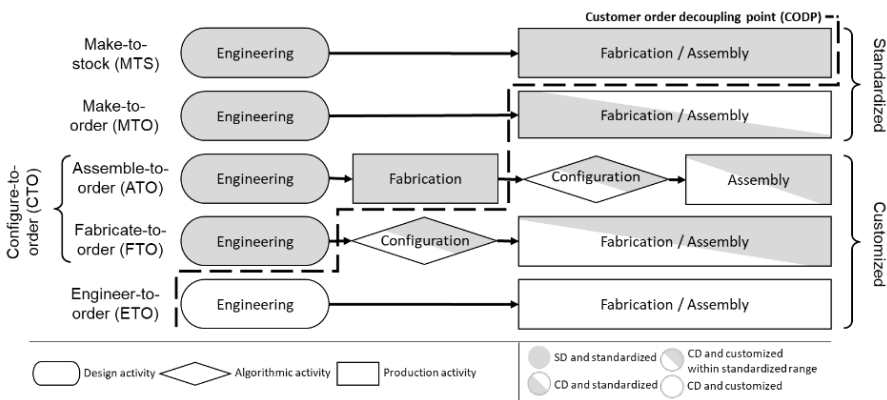 Customer order decoupling point (CODP)
Make-to-
stock (MTS)
Engineering
Fabrication / Assembly
Make-to-
order (MTO)
Engineering
Fabrication / Assembly
Standardized
Configure-to-
order (CTO)
Assemble-to-
order (ATO)
Engineering
Fabrication
Configuration
Assembly
Fabricate-to-
order (FTO)
Engineering
Configuration
Fabrication / Assembly
Engineer-to-
order (ETO)
Engineering
Fabrication / Assembly
Customized
Design activity
Algorithmic activity
Production activity
SD and standardized
CD and customized
within standardized range
CD and standardized
CD and customized